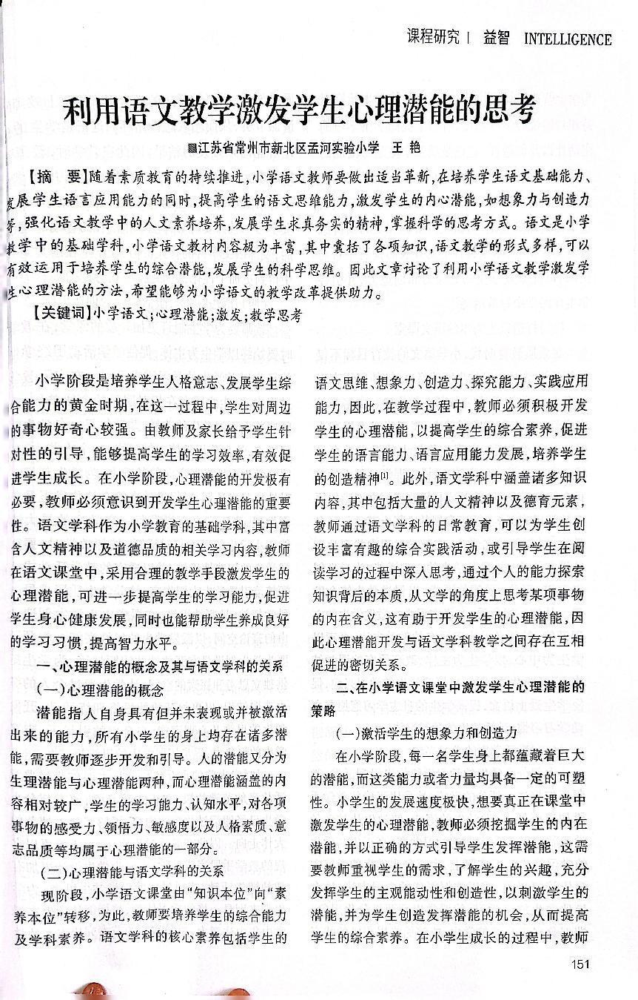 课程研究 | 益智 INTELLIGENCE
利用语文教学激发学生心理潜能的思考
■江苏省常州市新北区孟河实验小学 王 艳
【摘 要】随着素质教育的持续推进,小学语文教师要做出适当革新,在培养学生语文基础能力、
发展学生语言应用能力的同时,提高学生的语文思维能力,激发学生的内心潜能,如想象力与创造力
等,强化语文教学中的人文素养培养,发展学生求真务实的精神,掌握科学的思考方式。语文是小学
教学中的基础学科,小学语文教材内容极为丰富,其中囊括了各项知识,语文教学的形式多样,可以
有效运用于培养学生的综合潜能,发展学生的科学思维。因此文章讨论了利用小学语文教学激发学
生心理潜能的方法,希望能够为小学语文的教学改革提供助力。
【关键词】小学语文;心理潜能;激发;教学思考
小学阶段是培养学生人格意志、发展学生综
合能力的黄金时期,在这一过程中,学生对周边
的事物好奇心较强。由教师及家长给予学生针
对性的引导,能够提高学生的学习效率,有效促
进学生成长。在小学阶段,心理潜能的开发极有
必要,教师必须意识到开发学生心理潜能的重要
性。语文学科作为小学教育的基础学科,其中富
含人文精神以及道德品质的相关学习内容,教师
在语文课堂中,采用合理的教学手段激发学生的
心理潜能,可进一步提高学生的学习能力,促进
学生身心健康发展,同时也能帮助学生养成良好
的学习习惯,提高智力水平。
一、心理潜能的概念及其与语文学科的关系
(一)心理潜能的概念
潜能指人自身具有但并未表现或并被激活
出来的能力,所有小学生的身上均存在诸多潜
能,需要教师逐步开发和引导。人的潜能又分为
生理潜能与心理潜能两种,而心理潜能涵盖的内
容相对较广,学生的学习能力、认知水平,对各项
事物的感受力、领悟力、敏感度以及人格素质、意
志品质等均属于心理潜能的一部分。
(二)心理潜能与语文学科的关系
现阶段,小学语文课堂由“知识本位”向“素
养本位”转移,为此,教师要培养学生的综合能力
及学科素养。语文学科的核心素养包括学生的
语文思维、想象力、创造力、探究能力、实践应用
能力,因此,在教学过程中,教师必须积极开发
学生的心理潜能,以提高学生的综合素养,促进
学生的语言能力、语言应用能力发展,培养学生
的创造精神[1]。此外,语文学科中涵盖诸多知识
内容,其中包括大量的人文精神以及德育元素,
教师通过语文学科的日常教育,可以为学生创
设丰富有趣的综合实践活动,或引导学生在阅
读学习的过程中深入思考,通过个人的能力探索
知识背后的本质,从文学的角度上思考某项事物
的内在含义,这有助于开发学生的心理潜能,因
此心理潜能开发与语文学科教学之间存在互相
促进的密切关系。
二、在小学语文课堂中激发学生心理潜能的
策略
(一)激活学生的想象力和创造力
在小学阶段,每一名学生身上都蕴藏着巨大
的潜能,而这类能力或者力量均具备一定的可塑
性。小学生的发展速度极快,想要真正在课堂中
激发学生的心理潜能,教师必须挖掘学生的内在
潜能,并以正确的方式引导学生发挥潜能,这需
要教师重视学生的需求,了解学生的兴趣,充分
发挥学生的主观能动性和创造性,以刺激学生的
潜能,并为学生创造发挥潜能的机会,从而提高
学生的综合素养。在小学生成长的过程中,教师
151